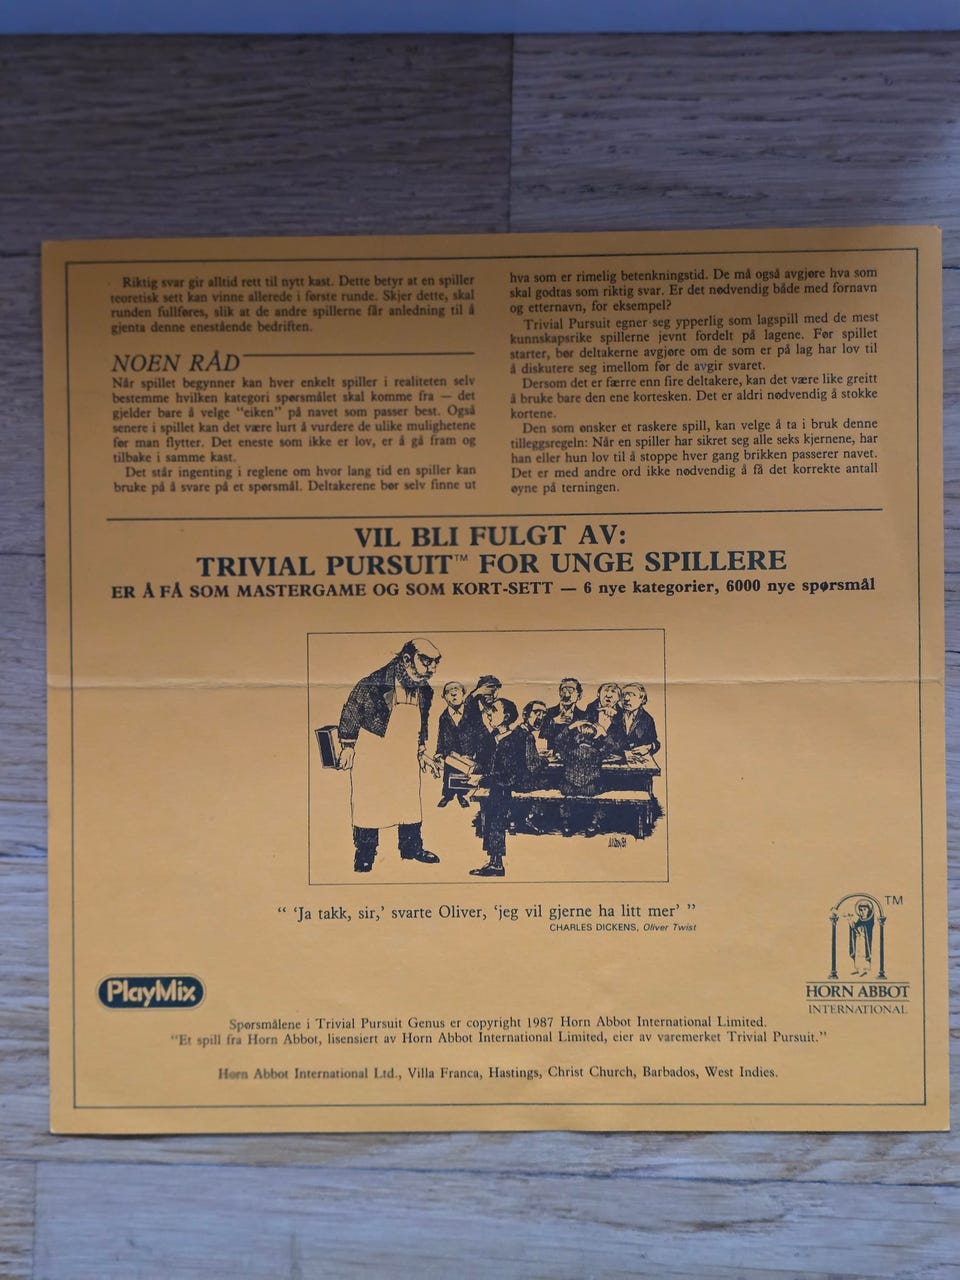 Riktig svar gir alltid rett til nytt kast. Dette betyr at en spiller
teoretisk sett kan vinne allerede i første runde. Skjer dette, skal
runden fullføres, slik at de andre spillerne får anledning til å
gjenta denne enestående bedriften.
NOEN RÅD
Når spillet begynner kan hver enkelt spiller i realiteten selv
bestemme hvilken kategori spørsmålet skal komme fra — det
gjelder bare å velge "eiken" på navet som passer best. Også
senere i spillet kan det være lurt å vurdere de ulike mulighetene
før man flytter. Det eneste som ikke er lov, er å gå fram og
tilbake i samme kast.
Det står ingenting i reglene om hvor lang tid en spiller kan
bruke på å svare på et spørsmål. Deltakerene bør selv finne ut
hva som er rimelig betenkningstid. De må også avgjøre hva som
skal godtas som riktig svar. Er det nødvendig både med fornavn
og etternavn, for eksempel?
Trivial Pursuit egner seg ypperlig som lagspill med de mest
kunnskapsrike spillerne jevnt fordelt på lagene. Før spillet
starter, bør deltakerne avgjøre om de som er på lag har lov til
å diskutere seg imellom før de avgir svaret.
Dersom det er færre enn fire deltakere, kan det være like greitt
å bruke bare den ene kortesken. Det er aldri nødvendig å stokke
kortene.
Den som ønsker et raskere spill, kan velge å ta i bruk denne
tilleggsregeln: Når en spiller har sikret seg alle seks kjernene, har
han eller hun lov til å stoppe hver gang brikken passerer navet.
Det er med andre ord ikke nødvendig å få det korrekte antall
øyne på terningen.
VIL BLI FULGT AV:
TRIVIAL PURSUIT™ FOR UNGE SPILLERE
ER Å FÅ SOM MASTERGAME OG SOM KORT-SETT — 6 nye kategorier, 6000 nye spørsmål
" 'Ja takk, sir,' svarte Oliver, 'jeg vil gjerne ha litt mer' "
CHARLES DICKENS, Oliver Twist
TM
PlayMix
HORN ABBOT
INTERNATIONAL
Spørsmålene i Trivial Pursuit Genus er copyright 1987 Horn Abbot International Limited.
"Et spill fra Horn Abbot, lisensiert av Horn Abbot International Limited, eier av varemerket Trivial Pursuit."
Horn Abbot International Ltd., Villa Franca, Hastings, Christ Church, Barbados, West Indies.